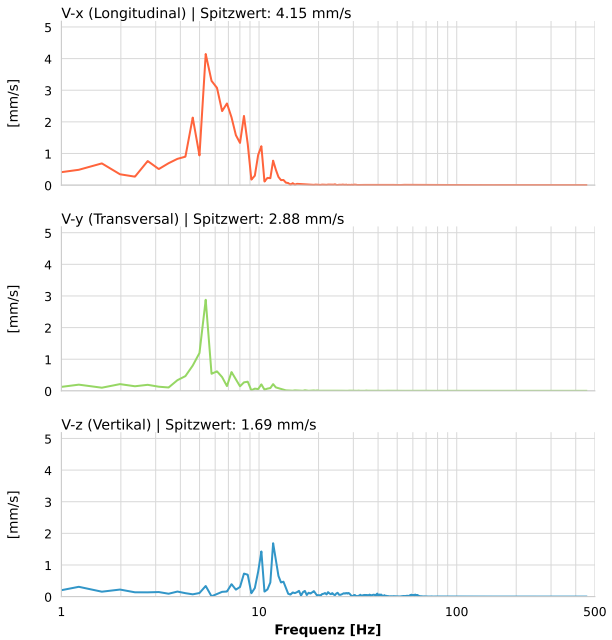 V-x (Longitudinal) | Spitzwert: 4.15 mm/s
5
4
3
2
1
0
[mm/s]
V-y (Transversal) | Spitzwert: 2.88 mm/s
5
4
3
2
1
0
[mm/s]
V-z (Vertikal) | Spitzwert: 1.69 mm/s
5
4
3
2
1
0
[mm/s]
1 10 100 500
Frequenz [Hz]